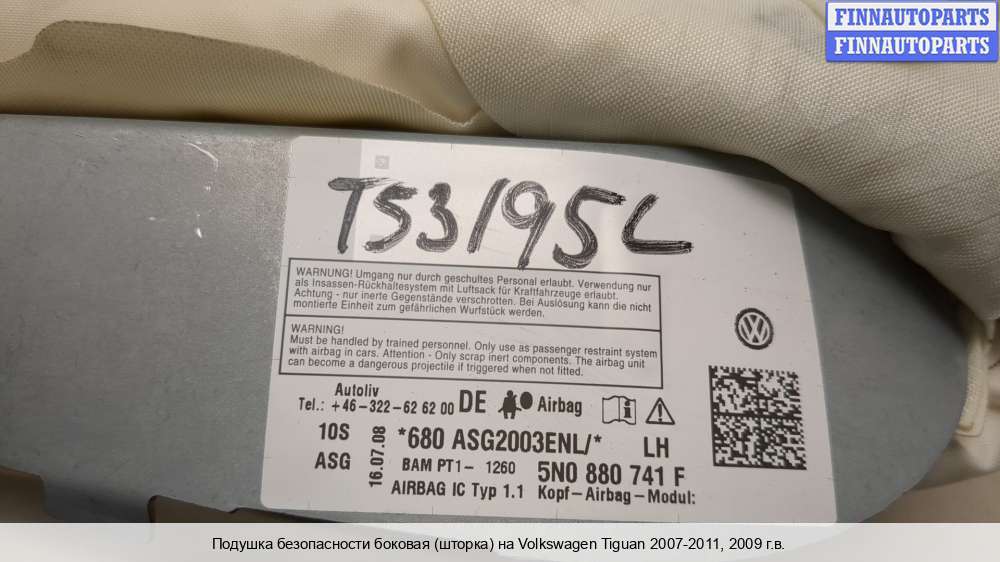 FINNAUTOPARTS
FINNAUTOPARTS
T53195L
WARNUNG! Umgang nur durch geschultes Personal erlaubt. Verwendung nur
als Insassen-Rückhaltesystem mit Luftsack für Kraftfahrzeuge erlaubt.
Achtung - nur inerte Gegenstände verschrotten. Bei Auslösung kann die nicht
montierte Einheit zum gefährlichen Wurfstück werden.
WARNING!
Must be handled by trained personnel. Only use as passenger restraint system
with airbag in cars. Attention - Only scrap inert components. The airbag unit
can become a dangerous projectile if triggered when not fitted.
Autoliv
Tel.: +46-322-62 62 00 DE Airbag
10S
ASG
16.07.08
*680 ASG2003ENL/* LH
BAM PT1- 1260 5N0 880 741 F
AIRBAG IC Typ 1.1 Kopf-Airbag-Modul:
Подушка безопасности боковая (шторка) на Volkswagen Tiguan 2007-2011, 2009 г.в.